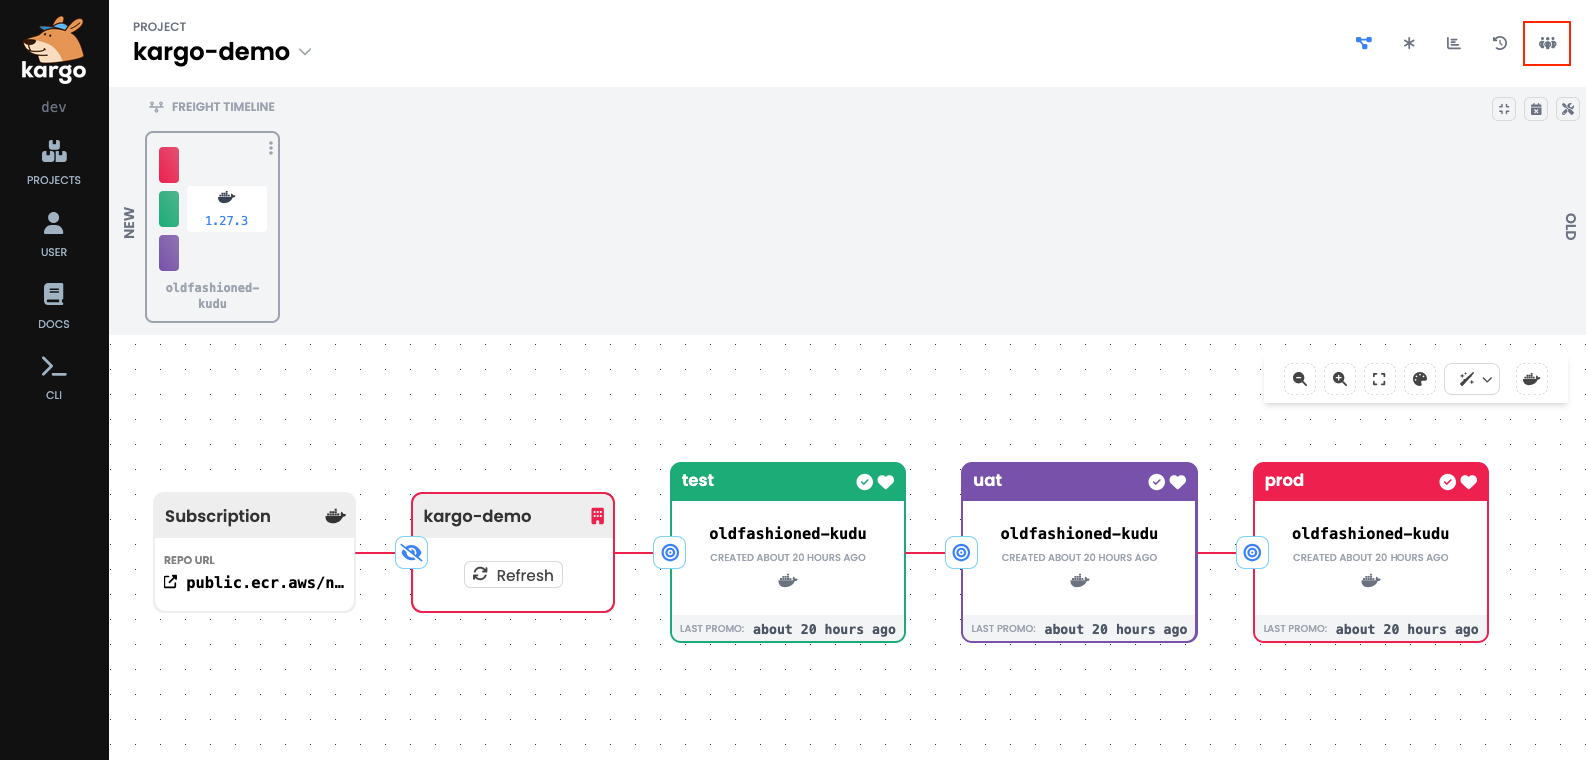 kargo
dev
PROJECTS
USER
DOCS
CLI
PROJECT
kargo-demo
FREIGHT TIMELINE
NEW
1.27.3
oldfashioned-
kudu
OLD
Subscription
REPO URL
public.ecr.aws/n…
kargo-demo
Refresh
test
oldfashioned-kudu
CREATED ABOUT 20 HOURS AGO
LAST PROMO: about 20 hours ago
uat
oldfashioned-kudu
CREATED ABOUT 20 HOURS AGO
LAST PROMO: about 20 hours ago
prod
oldfashioned-kudu
CREATED ABOUT 20 HOURS AGO
LAST PROMO: about 20 hours ago